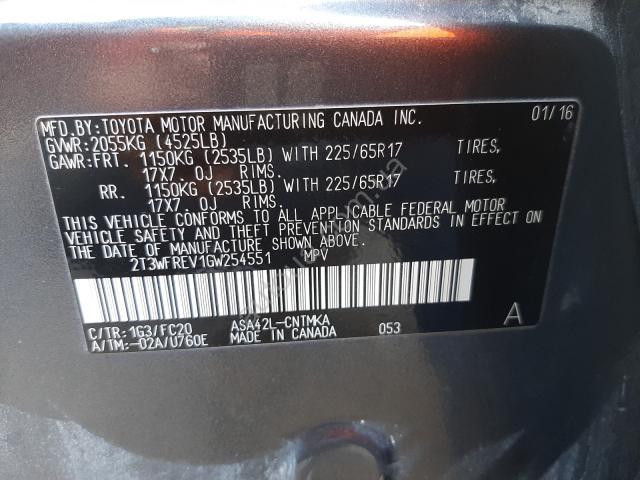 MFD.BY:TOYOTA MOTOR MANUFACTURING CANADA INC. 01/16
GVWR:2055KG (4525LB)
GAWR:FRT. 1150KG (2535LB) WITH 225/65R17 TIRES,
17X7.0J RIMS.
RR. 1150KG (2535LB) WITH 225/65R17 TIRES,
17X7.0J RIMS.
THIS VEHICLE CONFORMS TO ALL APPLICABLE FEDERAL MOTOR
VEHICLE SAFETY AND THEFT PREVENTION STANDARDS IN EFFECT ON
THE DATE OF MANUFACTURE SHOWN ABOVE.
2T3WFREV1GW254551 MPV
C/TR:1G3/FC20 ASA42L-CNTMKA A
A/TM:-02A/U760E MADE IN CANADA 053